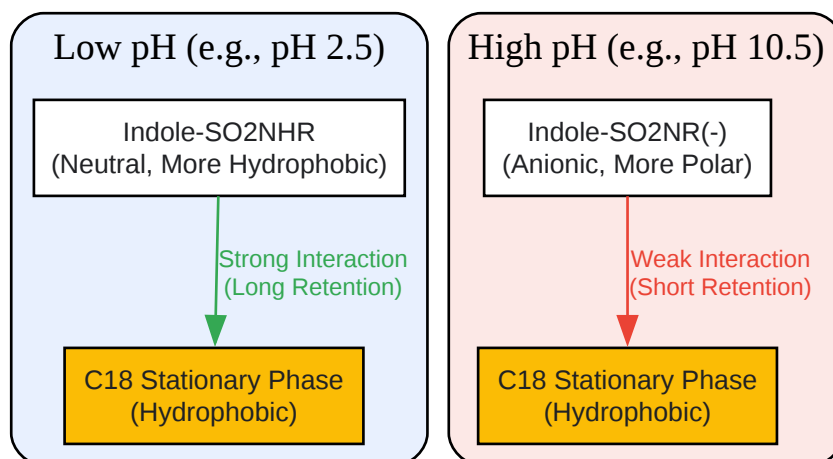 Low pH (e.g., pH 2.5)
Indole-SO2NHR
(Neutral, More Hydrophobic)
Strong Interaction
(Long Retention)
C18 Stationary Phase
(Hydrophobic)
High pH (e.g., pH 10.5)
Indole-SO2NR(-)
(Anionic, More Polar)
Weak Interaction
(Short Retention)
C18 Stationary Phase
(Hydrophobic)